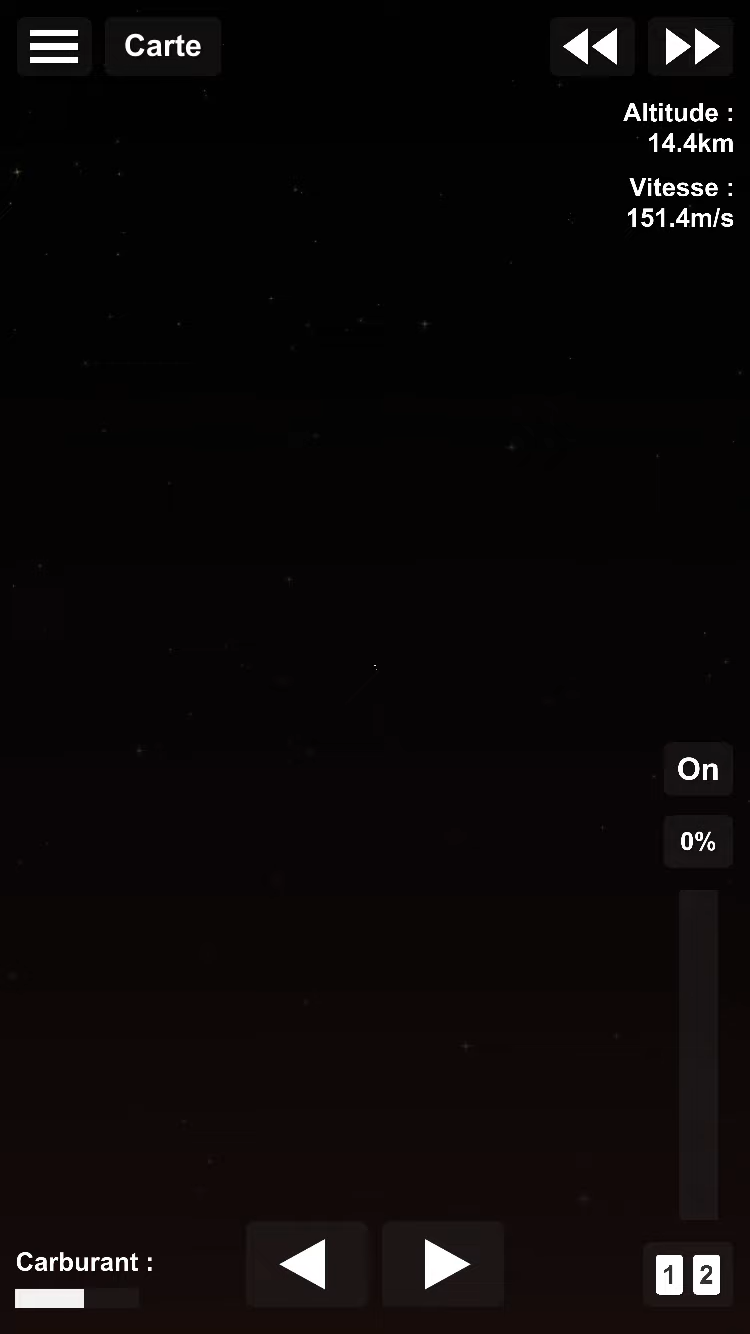 Carte
Altitude :
14.4km
Vitesse :
151.4m/s
On
0%
Carburant :
1 2